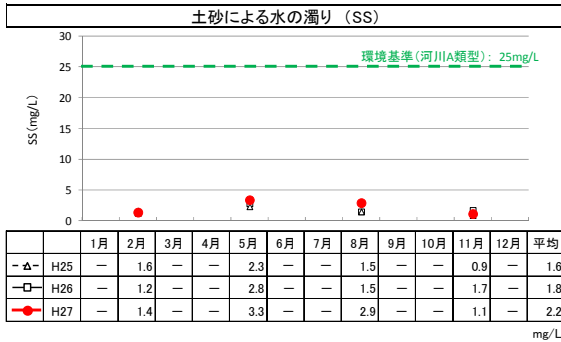 土砂による水の濁り (SS)
30
環境基準(河川A類型): 25mg/L
25
20
15
10
5
0
SS(mg/L)
1月 2月 3月 4月 5月 6月 7月 8月 9月 10月 11月 12月 平均
H25 － 1.6 － － 2.3 － － 1.5 － － 0.9 － 1.6
H26 － 1.2 － － 2.8 － － 1.5 － － 1.7 － 1.8
H27 － 1.4 － － 3.3 － － 2.9 － － 1.1 － 2.2
mg/L